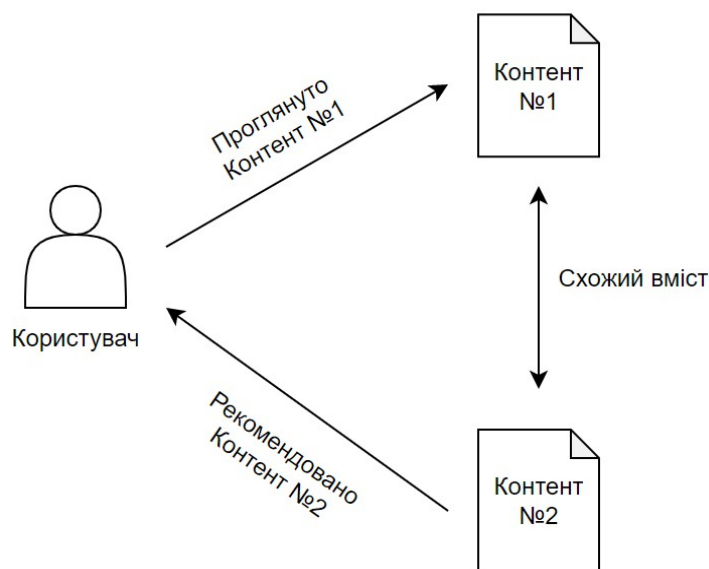 Контент
№1
Проглянуто
Контент №1
Схожий вміст
Користувач
Рекомендовано
Контент №2
Контент
№2